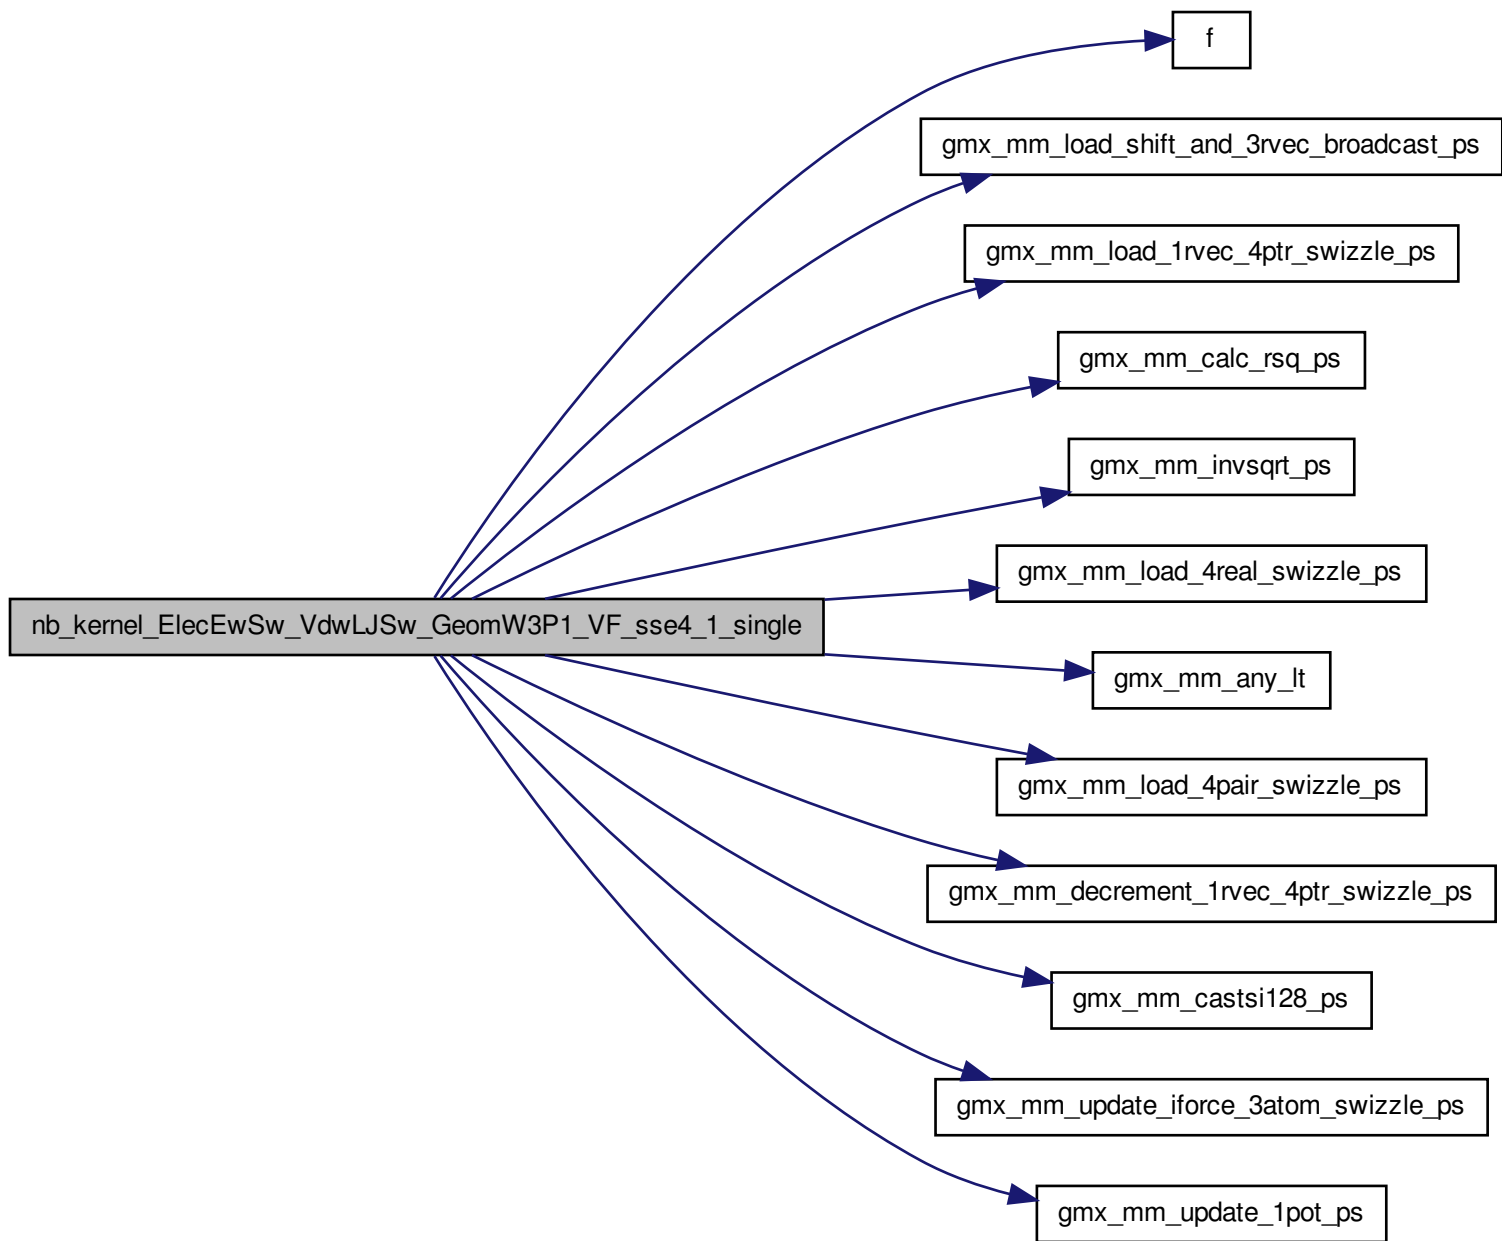 f
gmx_mm_load_shift_and_3rvec_broadcast_ps
gmx_mm_load_1rvec_4ptr_swizzle_ps
gmx_mm_calc_rsq_ps
gmx_mm_invsqrt_ps
gmx_mm_load_4real_swizzle_ps
nb_kernel_ElecEwSw_VdwLJSw_GeomW3P1_VF_sse4_1_single
gmx_mm_any_lt
gmx_mm_load_4pair_swizzle_ps
gmx_mm_decrement_1rvec_4ptr_swizzle_ps
gmx_mm_castsi128_ps
gmx_mm_update_iforce_3atom_swizzle_ps
gmx_mm_update_1pot_ps